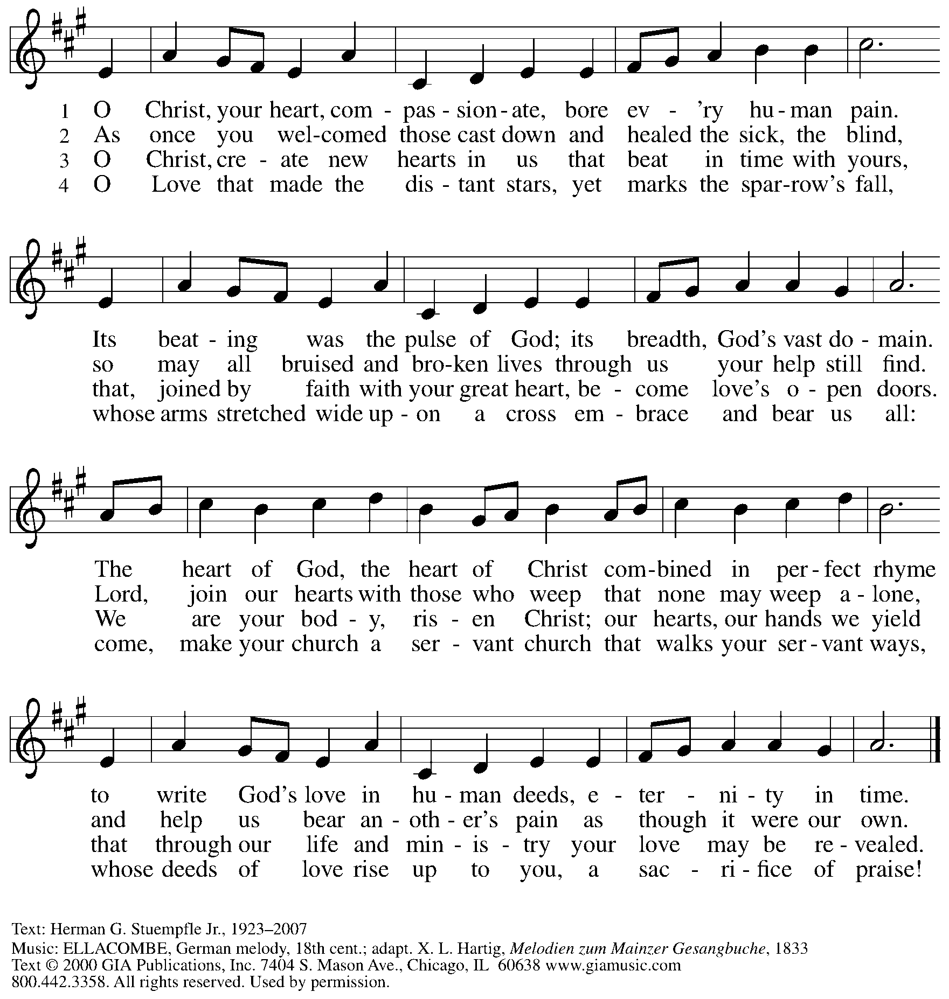 1 O Christ, your heart, com - pas - sion - ate, bore ev - 'ry hu - man pain.
2 As once you wel-comed those cast down and healed the sick, the blind,
3 O Christ, cre - ate new hearts in us that beat in time with yours,
4 O Love that made the dis - tant stars, yet marks the spar-row's fall,
Its beat - ing was the pulse of God; its breadth, God's vast do - main.
so may all bruised and bro-ken lives through us your help still find.
that, joined by faith with your great heart, be - come love's o - pen doors.
whose arms stretched wide up - on a cross em - brace and bear us all:
The heart of God, the heart of Christ com-bined in per - fect rhyme
Lord, join our hearts with those who weep that none may weep a - lone,
We are your bod - y, ris - en Christ; our hearts, our hands we yield
come, make your church a ser - vant church that walks your ser - vant ways,
to write God's love in hu - man deeds, e - ter - ni - ty in time.
and help us bear an - oth - er's pain as though it were our own.
that through our life and min - is - try your love may be re - vealed.
whose deeds of love rise up to you, a sac - ri - fice of praise!
Text: Herman G. Stuempfle Jr., 1923–2007
Music: ELLACOMBE, German melody, 18th cent.; adapt. X. L. Hartig, Melodien zum Mainzer Gesangbuche, 1833
Text © 2000 GIA Publications, Inc. 7404 S. Mason Ave., Chicago, IL 60638 www.giamusic.com
800.442.3358. All rights reserved. Used by permission.